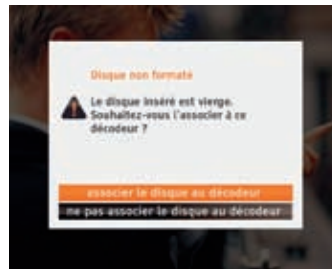 Disque non formaté
Le disque inséré est vierge.
Souhaitez-vous l'associer à ce
décodeur ?
associer le disque au décodeur
ne pas associer le disque au décodeur